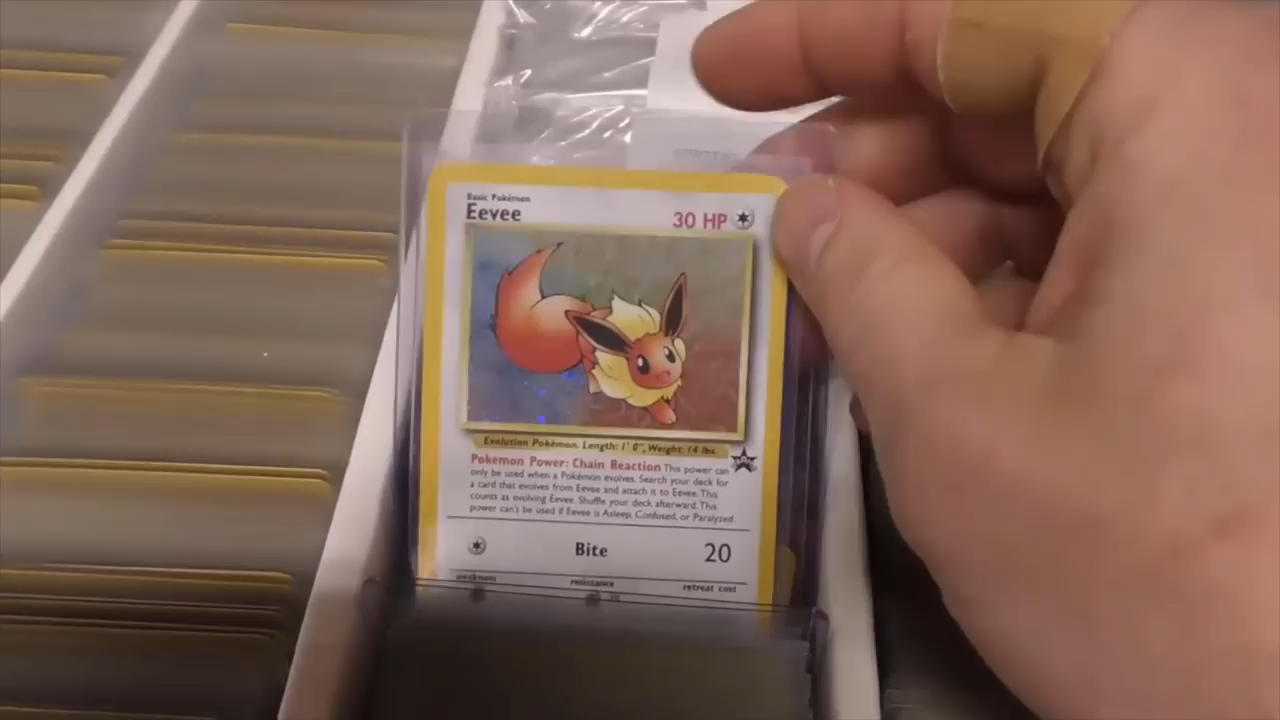 Basic Pokémon
Eevee
30 HP
Evolution Pokémon. Length: 1' 0", Weight: 14 lbs.
PROMO
Pokemon Power: Chain Reaction This power can
only be used when a Pokémon evolves. Search your deck for
a card that evolves from Eevee and attach it to Eevee. This
counts as evolving Eevee. Shuffle your deck afterward. This
power can't be used if Eevee is Asleep, Confused, or Paralyzed.
Bite 20
weakness resistance retreat cost